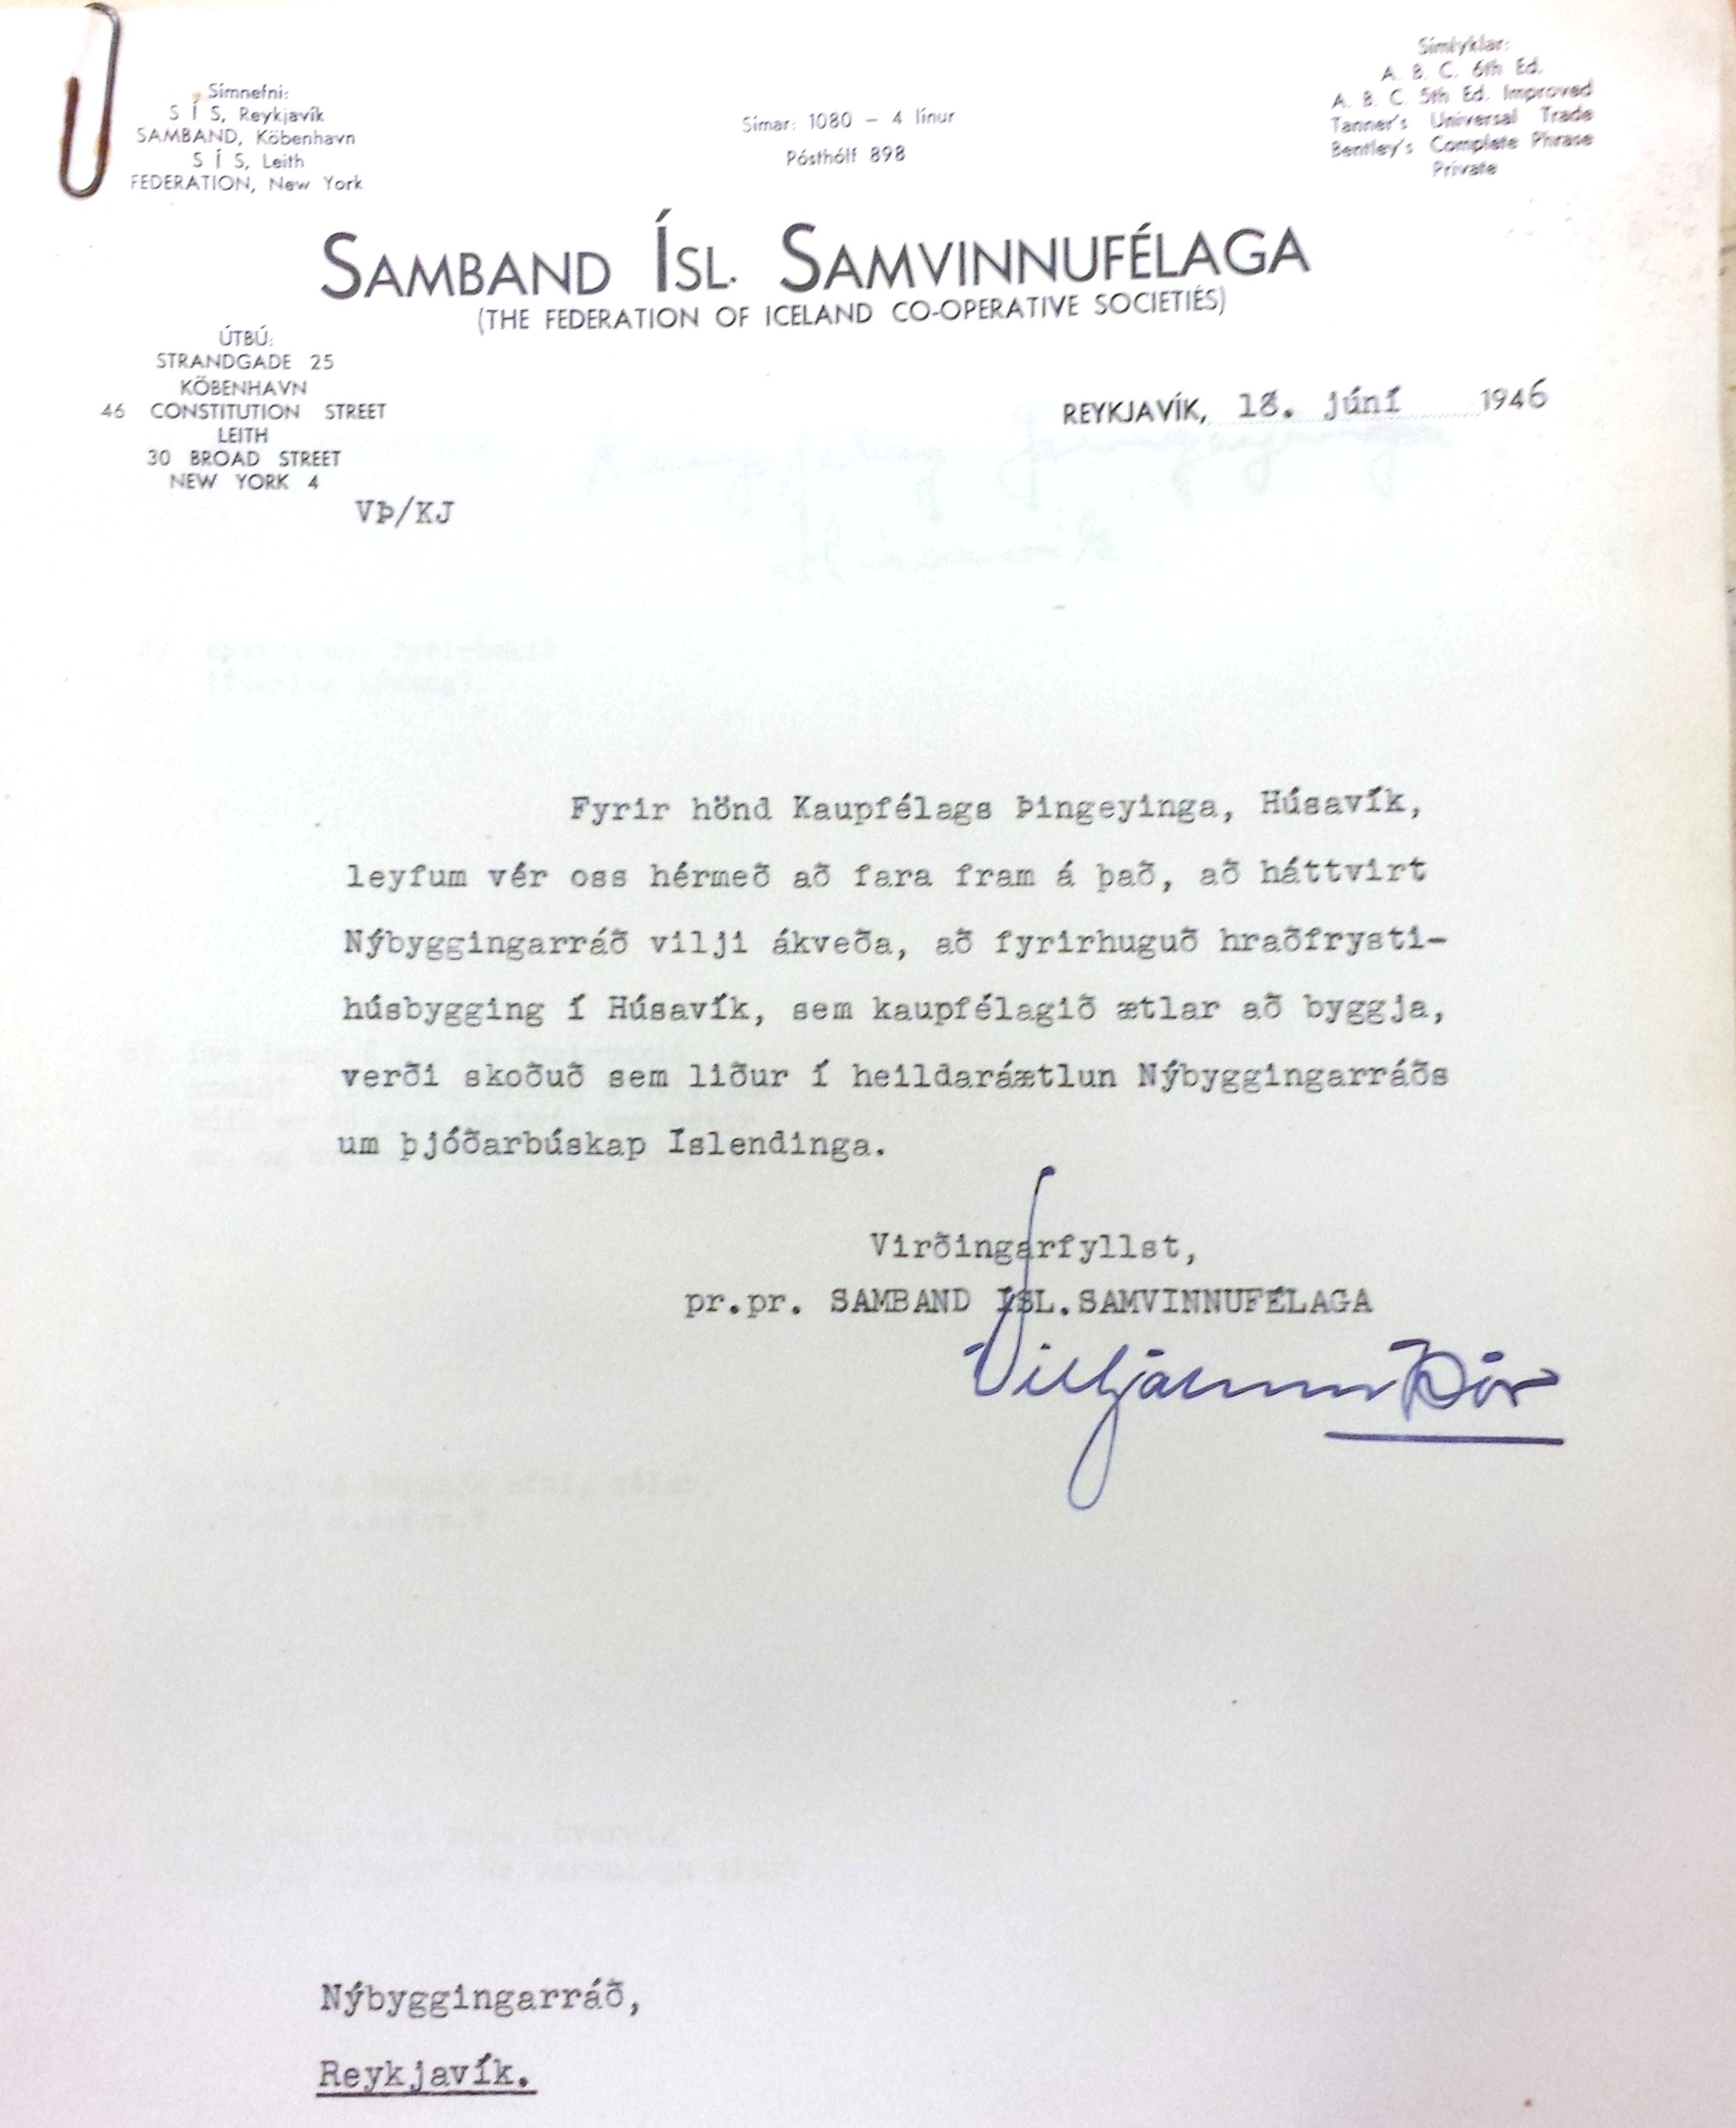 Símnefni:
S Í S, Reykjavík
SAMBAND, Köbenhavn
S Í S, Leith
FEDERATION, New York
Símar: 1080 – 4 línur
Pósthólf 898
Símlyklar:
A. B. C. 6th Ed.
A. B. C. 5th Ed. Improved
Tanner's Universal Trade
Bentley's Complete Phrase
Private
SAMBAND ÍSL. SAMVINNUFÉLAGA
(THE FEDERATION OF ICELAND CO-OPERATIVE SOCIETIES)
ÚTBÚ:
STRANDGADE 25
KÖBENHAVN
46 CONSTITUTION STREET
LEITH
30 BROAD STREET
NEW YORK 4
REYKJAVÍK, 18. júní 1946
VÞ/KJ
Fyrir hönd Kaupfélags Þingeyinga, Húsavík,
leyfum vér oss hérmeð að fara fram á það, að háttvirt
Nýbyggingarráð vilji ákveða, að fyrirhuguð hraðfrysti-
húsbygging í Húsavík, sem kaupfélagið ætlar að byggja,
verði skoðuð sem liður í heildaráætlun Nýbyggingarráðs
um þjóðarbúskap Íslendinga.
Virðingarfyllst,
pr.pr. SAMBAND ÍSL.SAMVINNUFÉLAGA
Vilhjálmur Þór
Nýbyggingarráð,
Reykjavík.